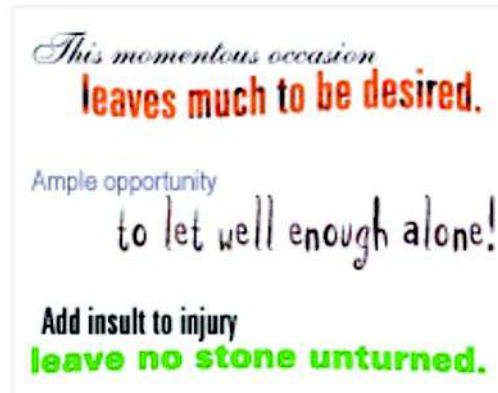 This momentous occasion
leaves much to be desired.
Ample opportunity
to let well enough alone!
Add insult to injury
leave no stone unturned.